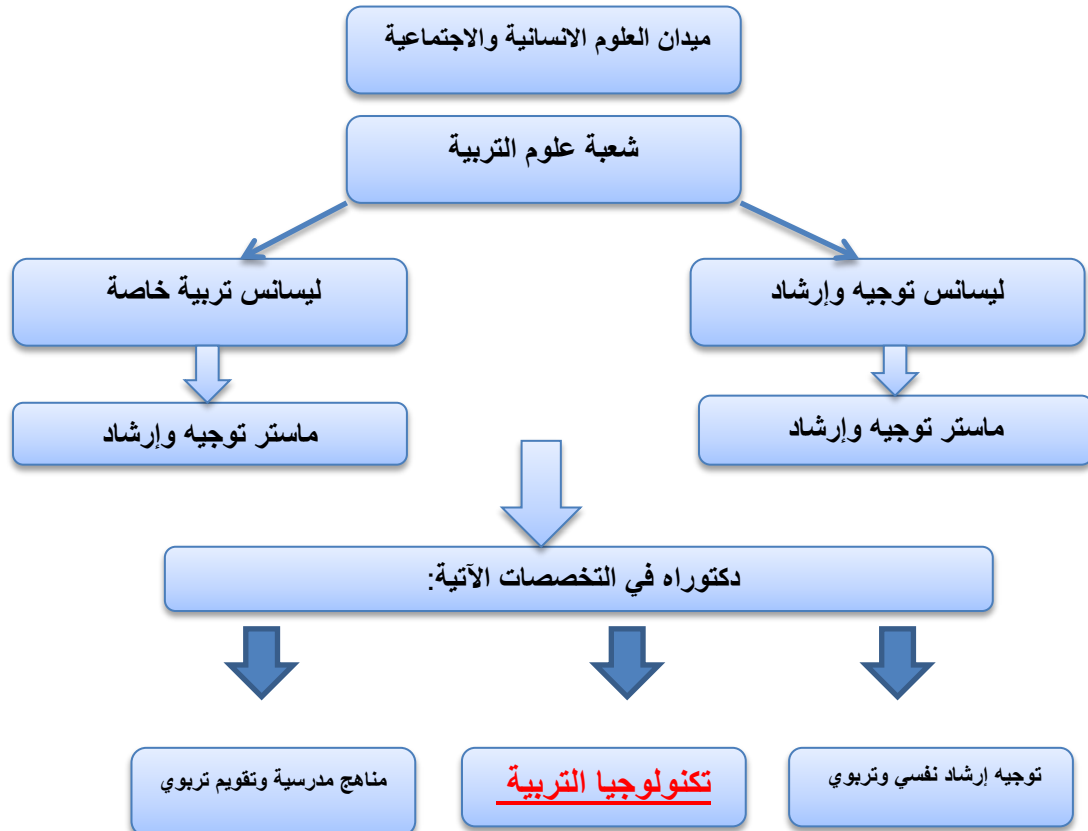 ميدان العلوم الانسانية والاجتماعية
شعبة علوم التربية
ليسانس توجيه وإرشاد
ليسانس تربية خاصة
ماستر توجيه وإرشاد
ماستر توجيه وإرشاد
دكتوراه في التخصصات الآتية:
توجيه إرشاد نفسي وتربوي
تكنولوجيا التربية
مناهج مدرسية وتقويم تربوي